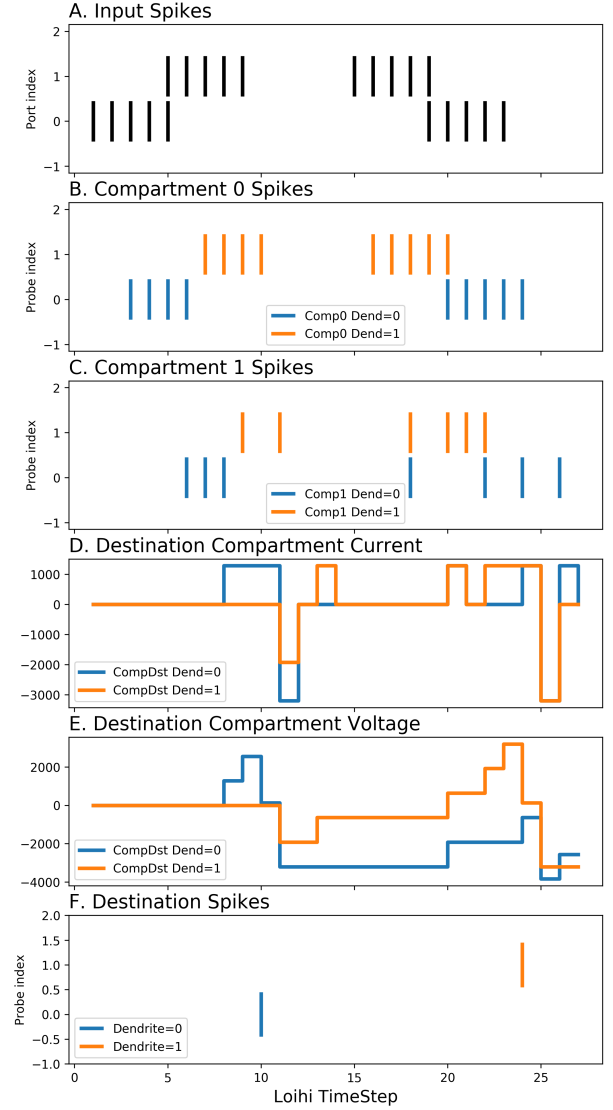 A. Input Spikes
2
1
0
−1
Port index
B. Compartment 0 Spikes
2
1
0
−1
Probe index
Comp0 Dend=0
Comp0 Dend=1
C. Compartment 1 Spikes
2
1
0
−1
Probe index
Comp1 Dend=0
Comp1 Dend=1
D. Destination Compartment Current
1000
0
−1000
−2000
−3000
CompDst Dend=0
CompDst Dend=1
E. Destination Compartment Voltage
2000
0
−2000
−4000
CompDst Dend=0
CompDst Dend=1
F. Destination Spikes
2.0
1.5
1.0
0.5
0.0
−0.5
−1.0
Probe index
Dendrite=0
Dendrite=1
0 5 10 15 20 25
Loihi TimeStep